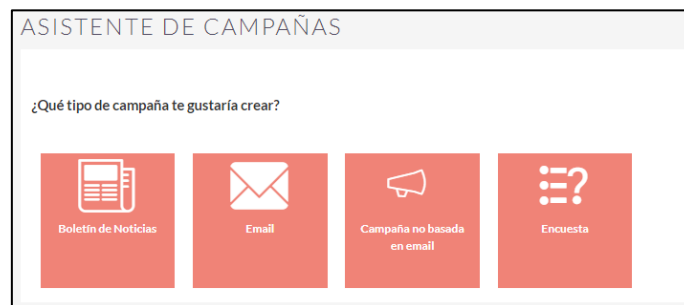 ASISTENTE DE CAMPAÑAS
¿Qué tipo de campaña te gustaría crear?
Boletín de Noticias
Email
Campaña no basada
en email
Encuesta